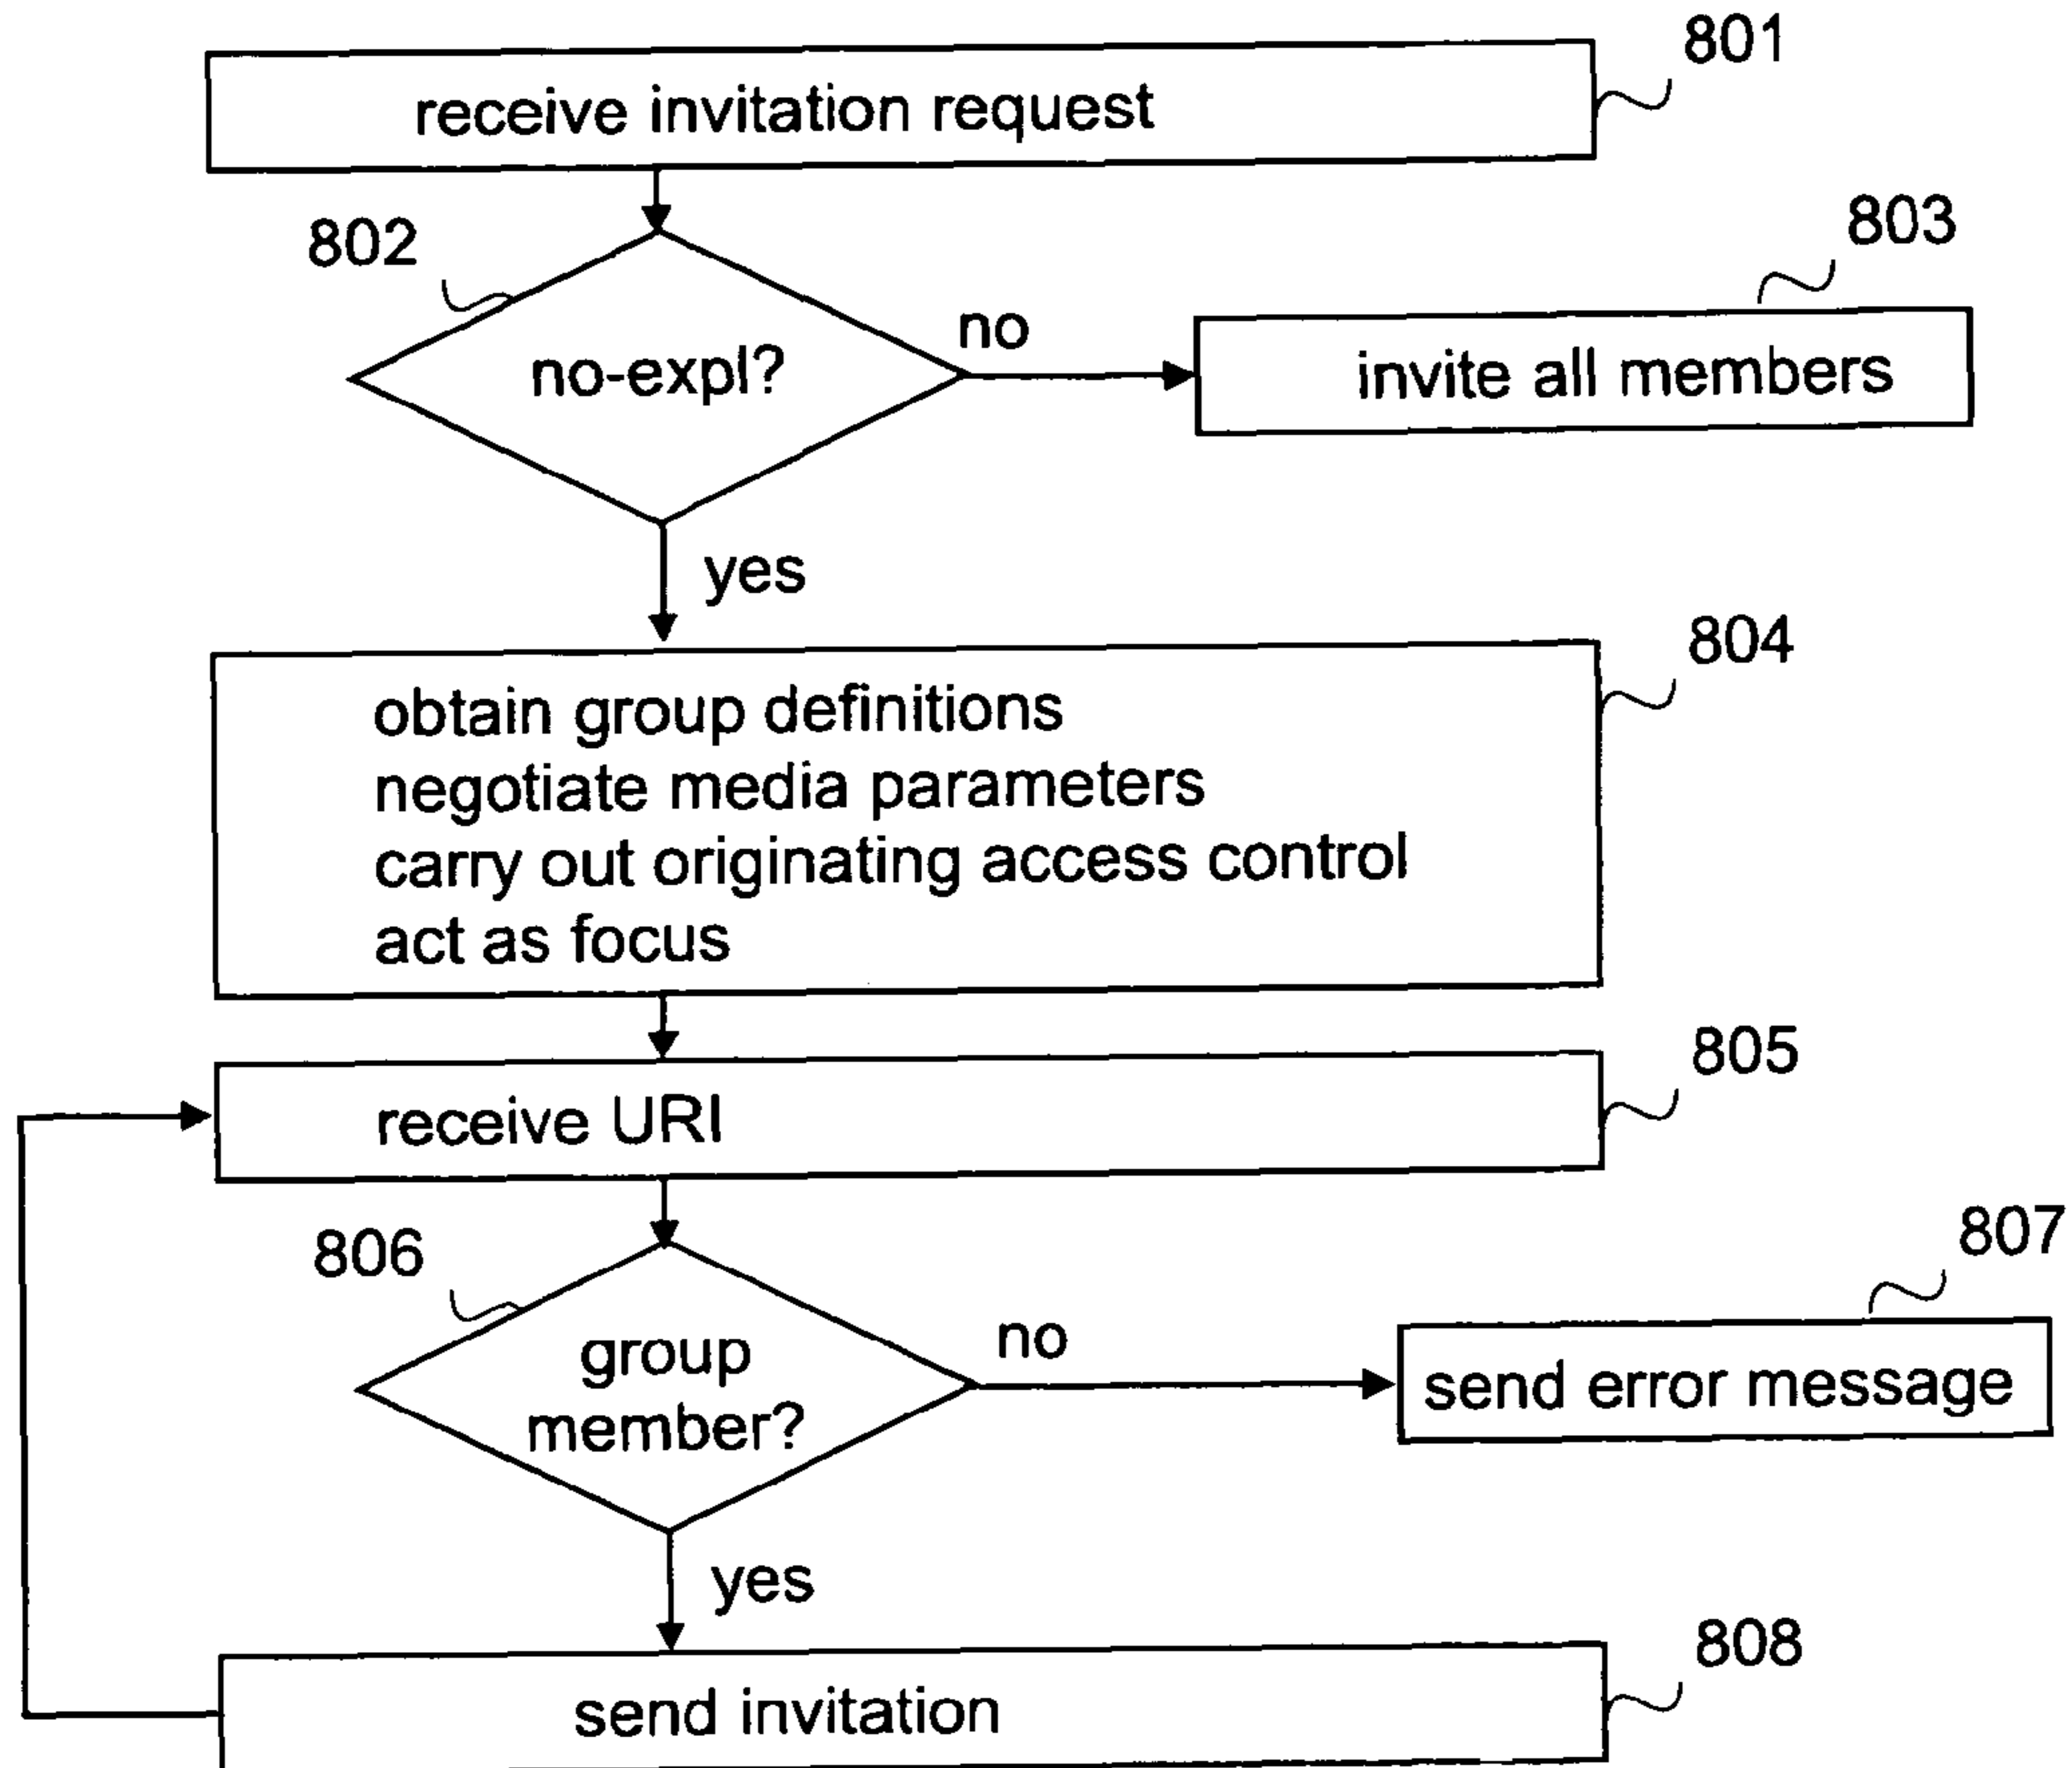 801
receive invitation request
802
803
no-expl?
no
invite all members
yes
804
obtain group definitions
negotiate media parameters
carry out originating access control
act as focus
805
receive URI
806
807
group
member?
no
send error message
yes
808
send invitation